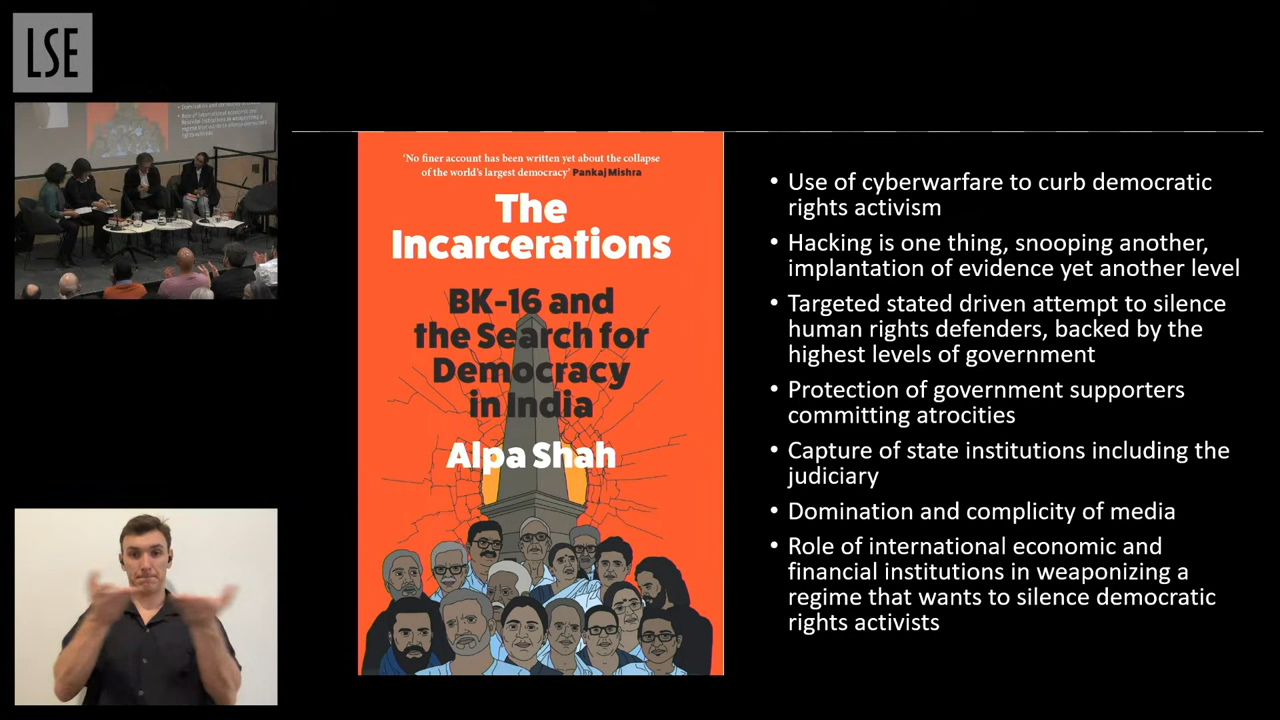 LSE
'No finer account has been written yet about the collapse
of the world's largest democracy' Pankaj Mishra
The
Incarcerations
BK-16 and
the Search for
Democracy
in India
Alpa Shah
• Use of cyberwarfare to curb democratic
rights activism
• Hacking is one thing, snooping another,
implantation of evidence yet another level
• Targeted stated driven attempt to silence
human rights defenders, backed by the
highest levels of government
• Protection of government supporters
committing atrocities
• Capture of state institutions including the
judiciary
• Domination and complicity of media
• Role of international economic and
financial institutions in weaponizing a
regime that wants to silence democratic
rights activists